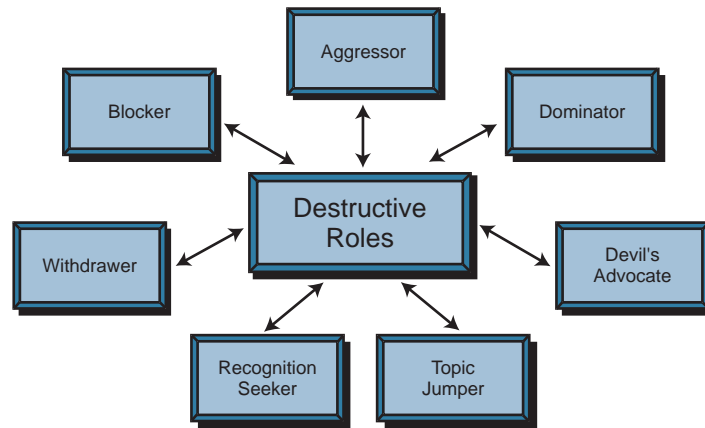 Aggressor
Blocker
Dominator
Destructive
Roles
Withdrawer
Devil's
Advocate
Recognition
Seeker
Topic
Jumper